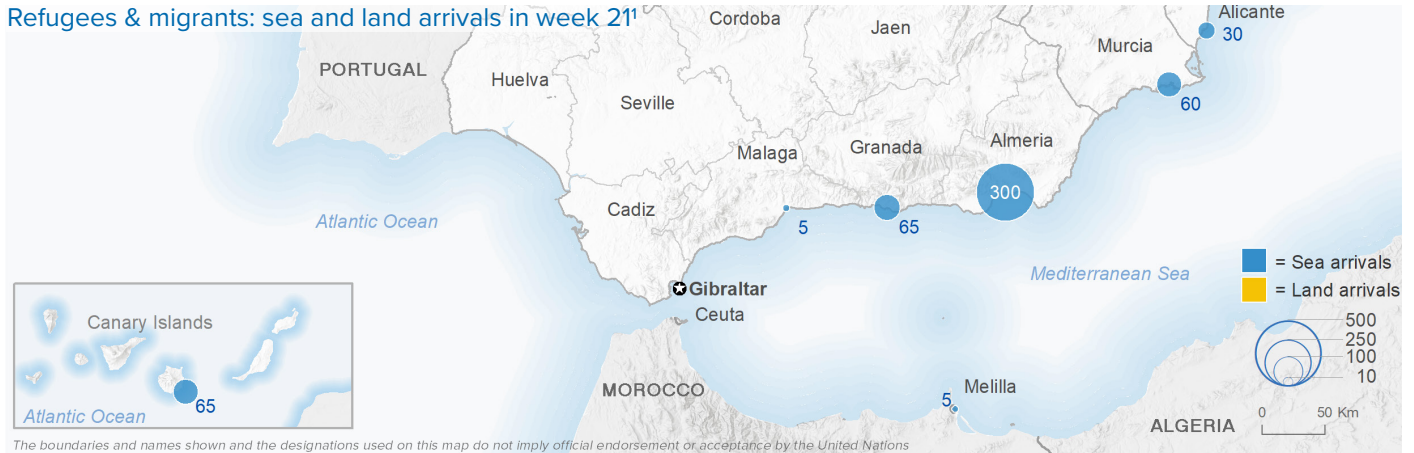 Refugees & migrants: sea and land arrivals in week 21¹
Cordoba
Jaen
Alicante
30
Murcia
PORTUGAL
Huelva
Seville
60
Almeria
Granada
Malaga
300
Cadiz
5
65
Atlantic Ocean
Mediterranean Sea
= Sea arrivals
= Land arrivals
Gibraltar
Ceuta
Canary Islands
500
250
100
10
MOROCCO
Melilla
5
65
Atlantic Ocean
0 50 Km
ALGERIA
The boundaries and names shown and the designations used on this map do not imply official endorsement or acceptance by the United Nations